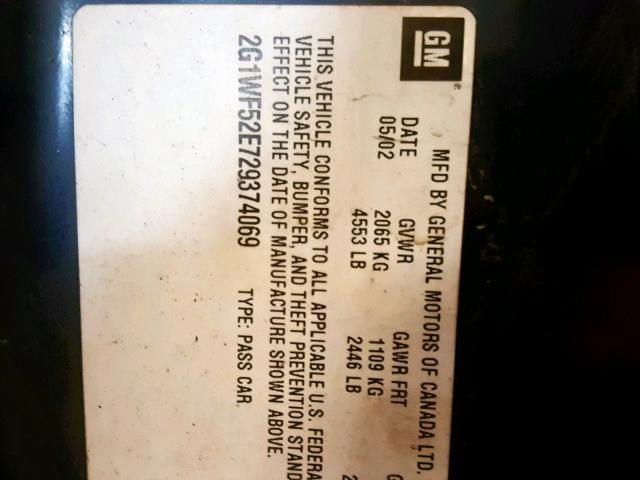 GM
MFD BY GENERAL MOTORS OF CANADA LTD.
DATE GVWR GAWR FRT
05/02 2065 KG 1109 KG
4553 LB 2446 LB
THIS VEHICLE CONFORMS TO ALL APPLICABLE U.S. FEDERA
VEHICLE SAFETY, BUMPER, AND THEFT PREVENTION STAND
EFFECT ON THE DATE OF MANUFACTURE SHOWN ABOVE.
2G1WF52E729374069 TYPE: PASS CAR